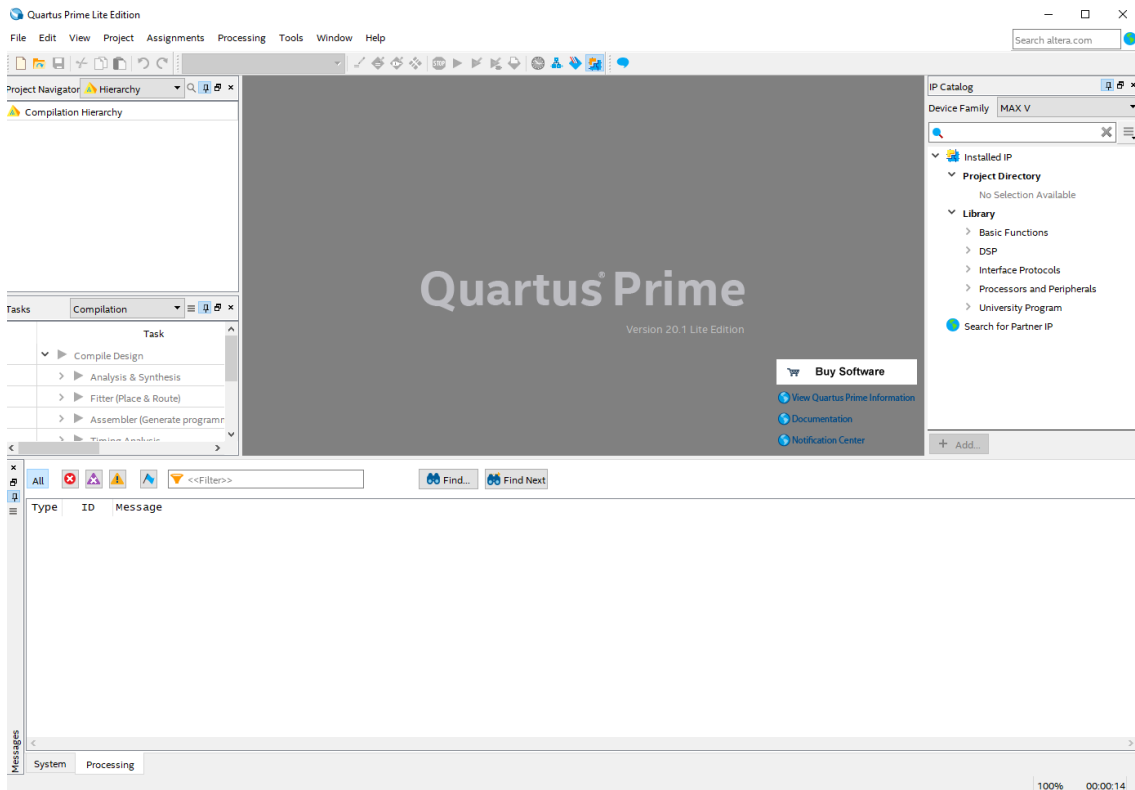 Quartus Prime Lite Edition
File Edit View Project Assignments Processing Tools Window Help
Search altera.com
Project Navigator Hierarchy
Compilation Hierarchy
Tasks Compilation
Task
Compile Design
Analysis & Synthesis
Fitter (Place & Route)
Assembler (Generate programm
Timing Analysis
Quartus® Prime
Version 20.1 Lite Edition
Buy Software
View Quartus Prime Information
Documentation
Notification Center
IP Catalog
Device Family MAX V
Installed IP
Project Directory
No Selection Available
Library
Basic Functions
DSP
Interface Protocols
Processors and Peripherals
University Program
Search for Partner IP
+ Add...
All <<Filter>> Find... Find Next
Type ID Message
Messages
System Processing
100% 00:00:14